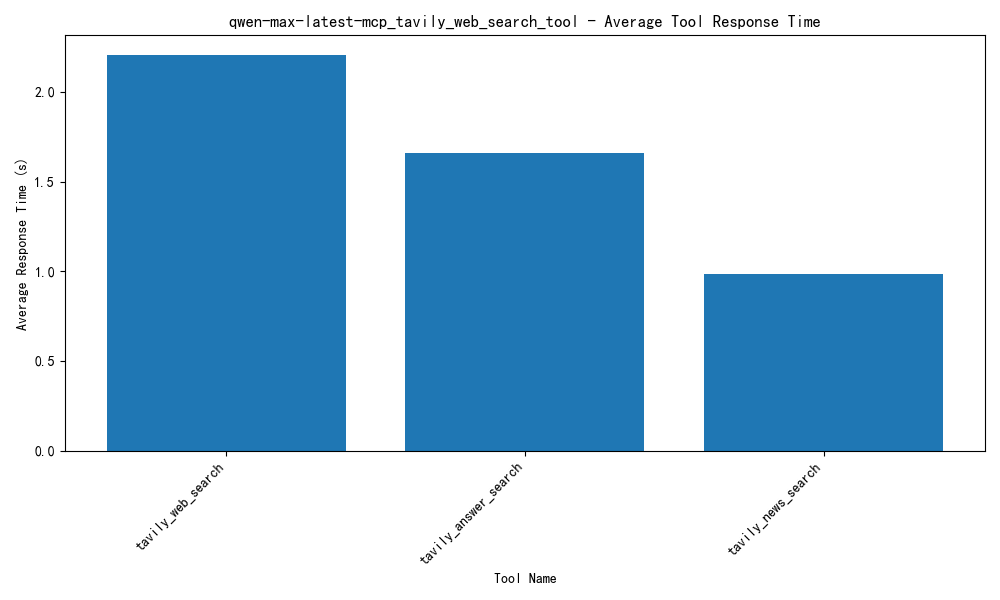 qwen-max-latest-mcp_tavily_web_search_tool - Average Tool Response Time
Average Response Time (s)
2.0
1.5
1.0
0.5
0.0
tavily_web_search
tavily_answer_search
tavily_news_search
Tool Name